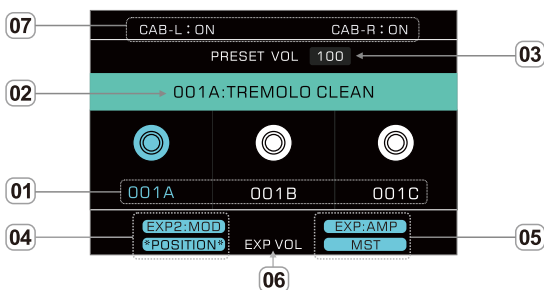 07
CAB-L：ON
CAB-R：ON
PRESET VOL 100
03
02
001A:TREMOLO CLEAN
01
001A
001B
001C
04
EXP2:MOD
*POSITION*
EXP VOL
EXP:AMP
MST
05
06